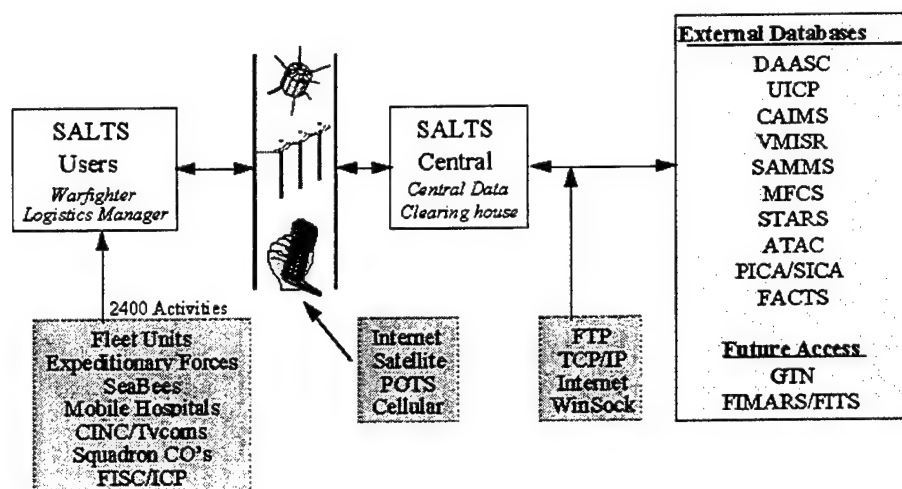 SALTS
Users
Warfighter
Logistics Manager
2400 Activities
Fleet Units
Expeditionary Forces
SeaBees
Mobile Hospitals
CINC/Tycoms
Squadron CO's
FISC/ICP
Internet
Satellite
POTS
Cellular
SALTS
Central
Central Data
Clearing house
FTP
TCP/IP
Internet
WinSock
External Databases
DAASC
UICP
CAIMS
VMISR
SAMMS
MFCS
STARS
ATAC
PICA/SICA
FACTS
Future Access
GTN
FIMARS/FITS